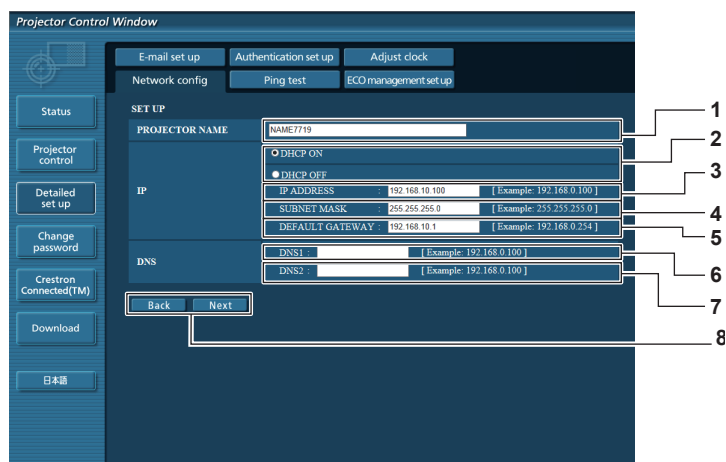 Projector Control Window
E-mail set up
Authentication set up
Adjust clock
Network config
Ping test
ECO management set up
Status
Projector
control
Detailed
set up
Change
password
Crestron
Connected(TM)
Download
日本語
SET UP
PROJECTOR NAME
NAME7719
IP
DHCP ON
DHCP OFF
IP ADDRESS : 192.168.10.100 [ Example: 192.168.0.100 ]
SUBNET MASK : 255.255.255.0 [ Example: 255.255.255.0 ]
DEFAULT GATEWAY : 192.168.10.1 [ Example: 192.168.0.254 ]
DNS
DNS1 : [ Example: 192.168.0.100 ]
DNS2 : [ Example: 192.168.0.100 ]
Back
Next
1
2
3
4
5
6
7
8